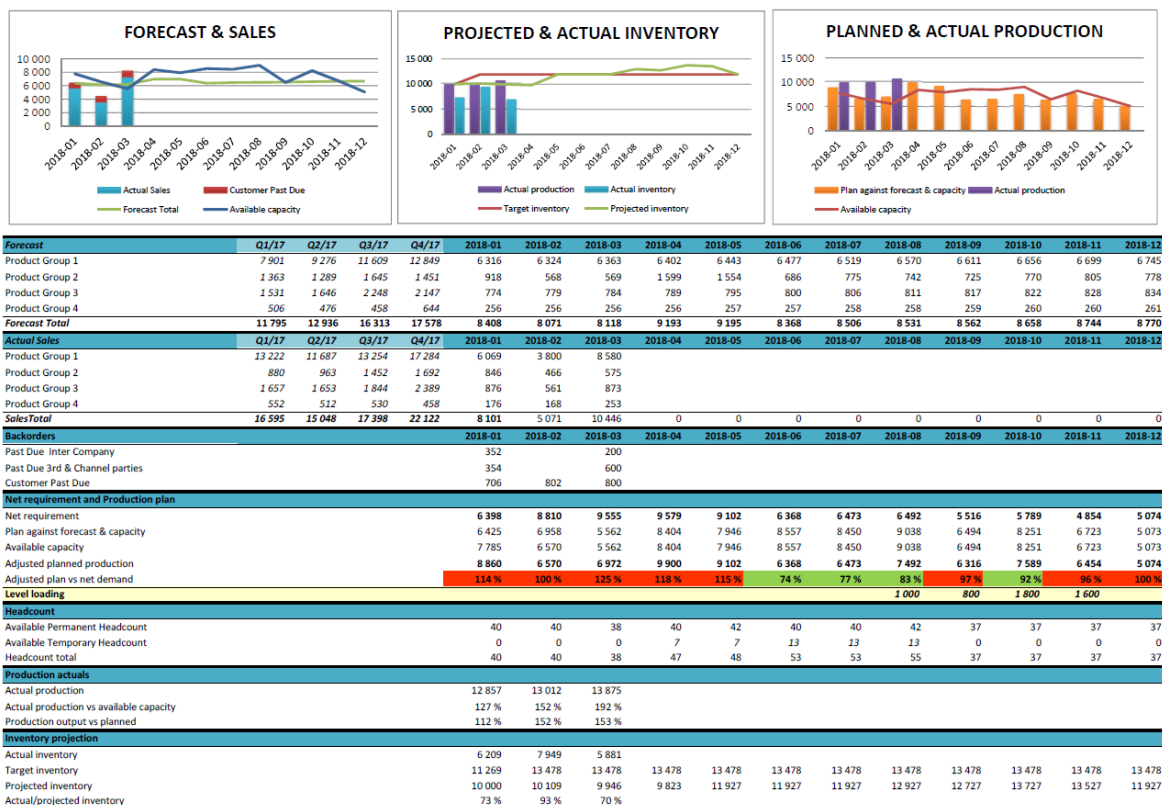 FORECAST & SALES
10 000
8 000
6 000
4 000
2 000
0
2018-01 2018-02 2018-03 2018-04 2018-05 2018-06 2018-07 2018-08 2018-09 2018-10 2018-11 2018-12
Actual Sales Customer Past Due
Forecast Total Available capacity
PROJECTED & ACTUAL INVENTORY
15 000
10 000
5 000
0
2018-01 2018-02 2018-03 2018-04 2018-05 2018-06 2018-07 2018-08 2018-09 2018-10 2018-11 2018-12
Actual production Actual inventory
Target inventory Projected inventory
PLANNED & ACTUAL PRODUCTION
15 000
10 000
5 000
0
2018-01 2018-02 2018-03 2018-04 2018-05 2018-06 2018-07 2018-08 2018-09 2018-10 2018-11 2018-12
Plan against forecast & capacity Actual production
Available capacity
Forecast Q1/17 Q2/17 Q3/17 Q4/17 2018-01 2018-02 2018-03 2018-04 2018-05 2018-06 2018-07 2018-08 2018-09 2018-10 2018-11 2018-12
Product Group 1 7 901 9 276 11 609 12 849 6 316 6 324 6 363 6 402 6 443 6 477 6 519 6 570 6 611 6 656 6 699 6 745
Product Group 2 1 363 1 289 1 645 1 451 918 568 569 1 599 1 554 686 775 742 725 770 805 778
Product Group 3 1 531 1 646 2 248 2 147 774 779 784 789 795 800 806 811 817 822 828 834
Product Group 4 506 476 458 644 256 256 256 256 257 257 258 258 259 260 260 261
Forecast Total 11 795 12 936 16 313 17 578 8 408 8 071 8 118 9 193 9 195 8 368 8 506 8 531 8 562 8 658 8 744 8 770
Actual Sales Q1/17 Q2/17 Q3/17 Q4/17 2018-01 2018-02 2018-03 2018-04 2018-05 2018-06 2018-07 2018-08 2018-09 2018-10 2018-11 2018-12
Product Group 1 13 222 11 687 13 254 17 284 6 069 3 800 8 580
Product Group 2 880 963 1 452 1 692 846 466 575
Product Group 3 1 657 1 653 1 844 2 389 876 561 873
Product Group 4 552 512 530 458 176 168 253
SalesTotal 16 595 15 048 17 398 22 122 8 101 5 071 10 446 0 0 0 0 0 0 0 0 0
Backorders 2018-01 2018-02 2018-03 2018-04 2018-05 2018-06 2018-07 2018-08 2018-09 2018-10 2018-11 2018-12
Past Due Inter Company 352 200
Past Due 3rd & Channel parties 354 600
Customer Past Due 706 802 800
Net requirement and Production plan
Net requirement 6 398 8 810 9 555 9 579 9 102 6 368 6 473 6 492 5 516 5 789 4 854 5 074
Plan against forecast & capacity 6 425 6 958 5 562 8 404 7 946 8 557 8 450 9 038 6 494 8 251 6 723 5 073
Available capacity 7 785 6 570 5 562 8 404 7 946 8 557 8 450 9 038 6 494 8 251 6 723 5 073
Adjusted planned production 8 860 6 570 6 972 9 900 9 102 6 368 6 473 7 492 6 316 7 589 6 454 5 074
Adjusted plan vs net demand 114 % 100 % 125 % 118 % 115 % 74 % 77 % 83 % 97 % 92 % 96 % 100 %
Level loading 1 000 800 1 800 1 600
Headcount
Available Permanent Headcount 40 40 38 40 42 40 40 42 37 37 37 37
Available Temporary Headcount 0 0 0 7 7 13 13 13 0 0 0 0
Headcount total 40 40 38 47 48 53 53 55 37 37 37 37
Production actuals
Actual production 12 857 13 012 13 875
Actual production vs available capacity 127 % 152 % 192 %
Production output vs planned 112 % 152 % 153 %
Inventory projection
Actual inventory 6 209 7 949 5 881
Target inventory 11 269 13 478 13 478 13 478 13 478 13 478 13 478 13 478 13 478 13 478 13 478 13 478
Projected inventory 10 000 10 109 9 946 9 823 11 927 11 927 11 927 12 927 12 727 13 727 13 527 11 927
Actual/projected inventory 73 % 93 % 70 %